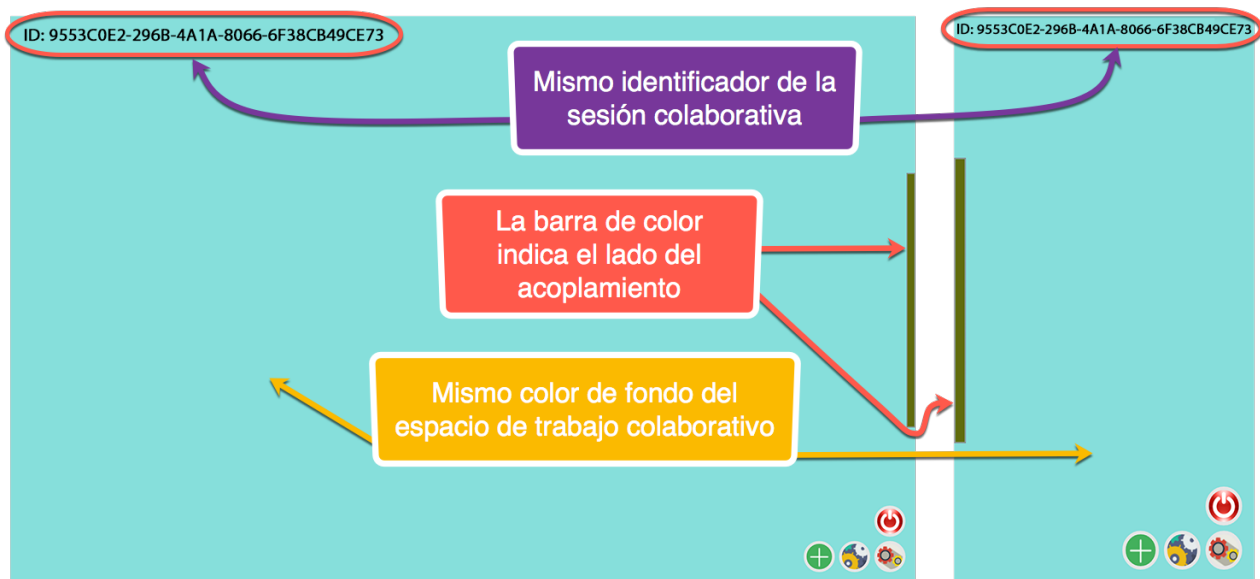 ID: 9553C0E2-296B-4A1A-8066-6F38CB49CE73
ID: 9553C0E2-296B-4A1A-8066-6F38CB49CE73
Mismo identificador de la
sesión colaborativa
La barra de color
indica el lado del
acoplamiento
Mismo color de fondo del
espacio de trabajo colaborativo